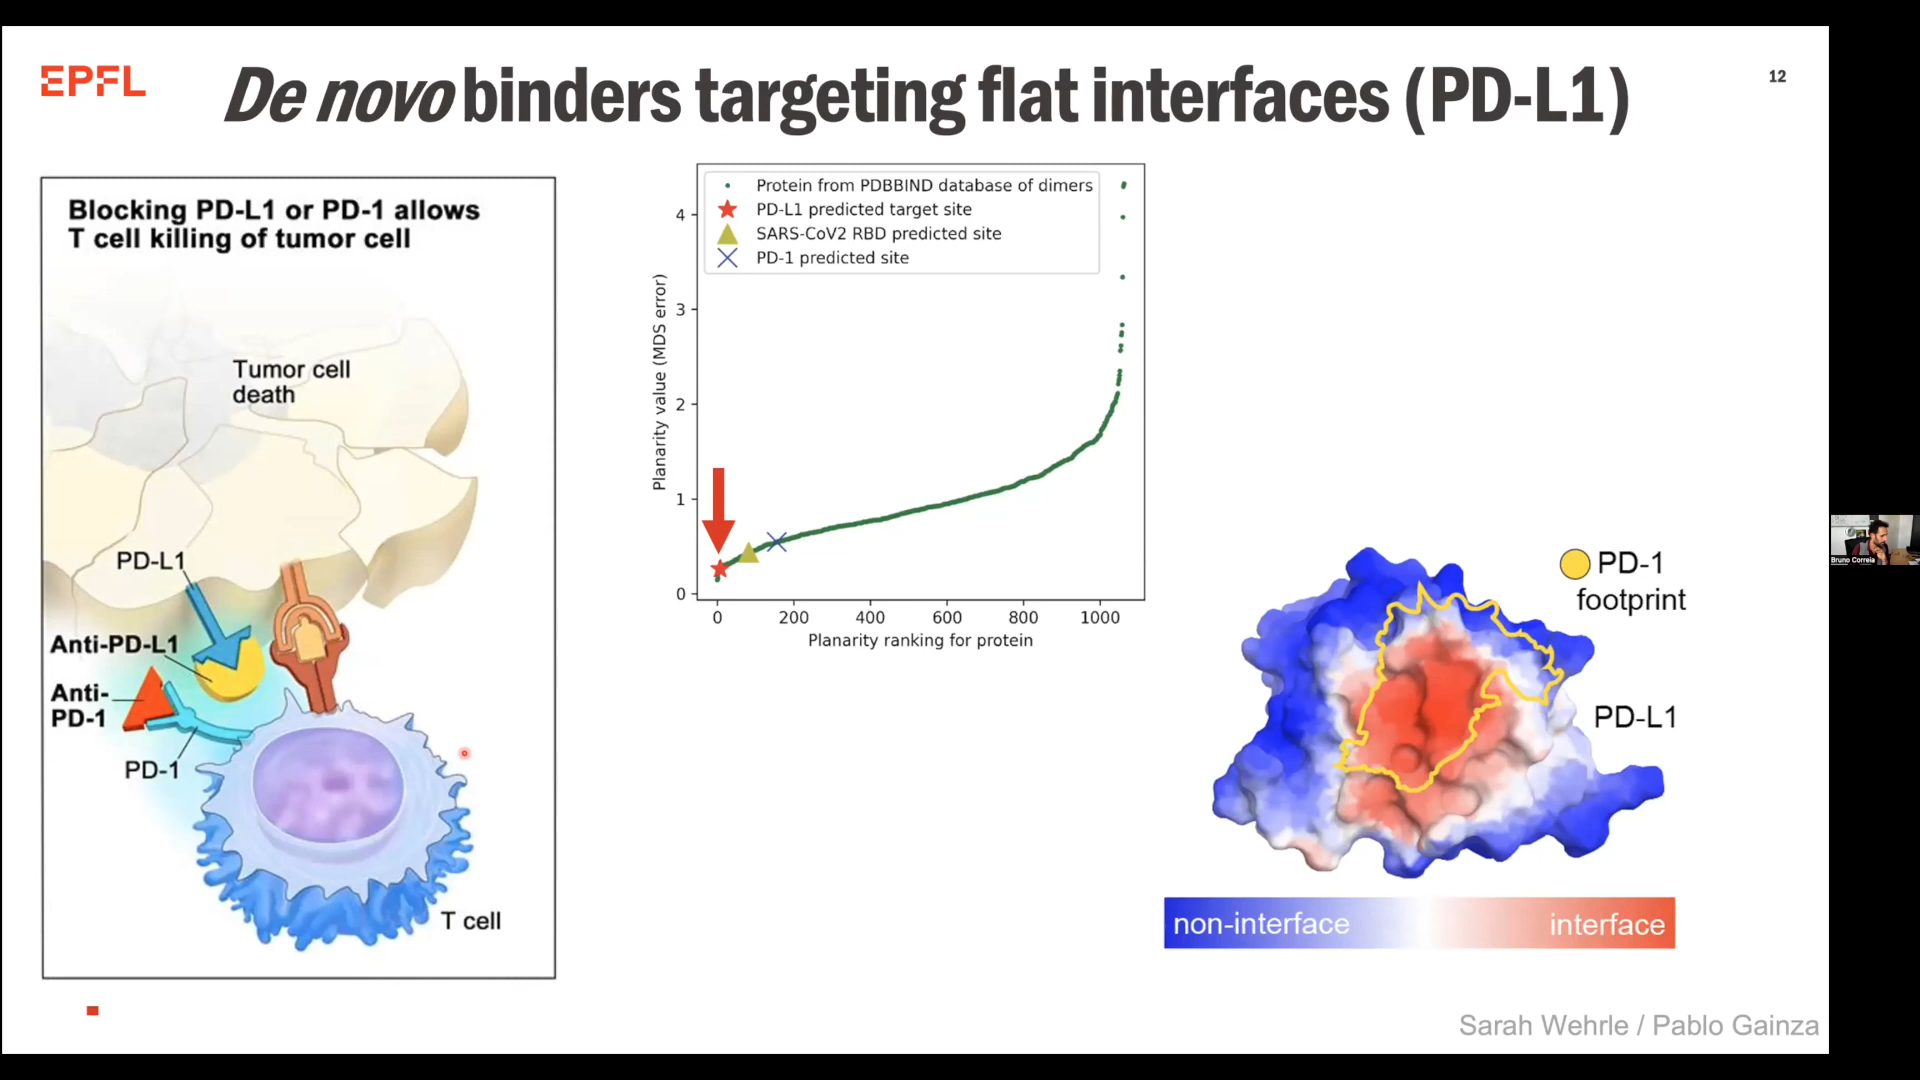 EPFL
De novo binders targeting flat interfaces (PD-L1)
12
Blocking PD-L1 or PD-1 allows
T cell killing of tumor cell
Tumor cell
death
PD-L1
Anti-PD-L1
Anti-
PD-1
PD-1
T cell
Protein from PDBBIND database of dimers
PD-L1 predicted target site
SARS-CoV2 RBD predicted site
PD-1 predicted site
Planarity value (MDS error)
4
3
2
1
0
0 200 400 600 800 1000
Planarity ranking for protein
PD-1
footprint
PD-L1
non-interface interface
Bruno Correia
Sarah Wehrle / Pablo Gainza